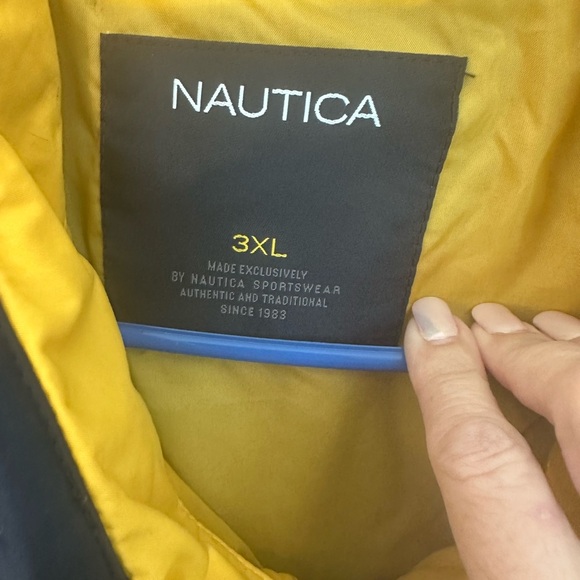 NAUTICA
3XL
MADE EXCLUSIVELY
BY NAUTICA SPORTSWEAR
AUTHENTIC AND TRADITIONAL
SINCE 1983